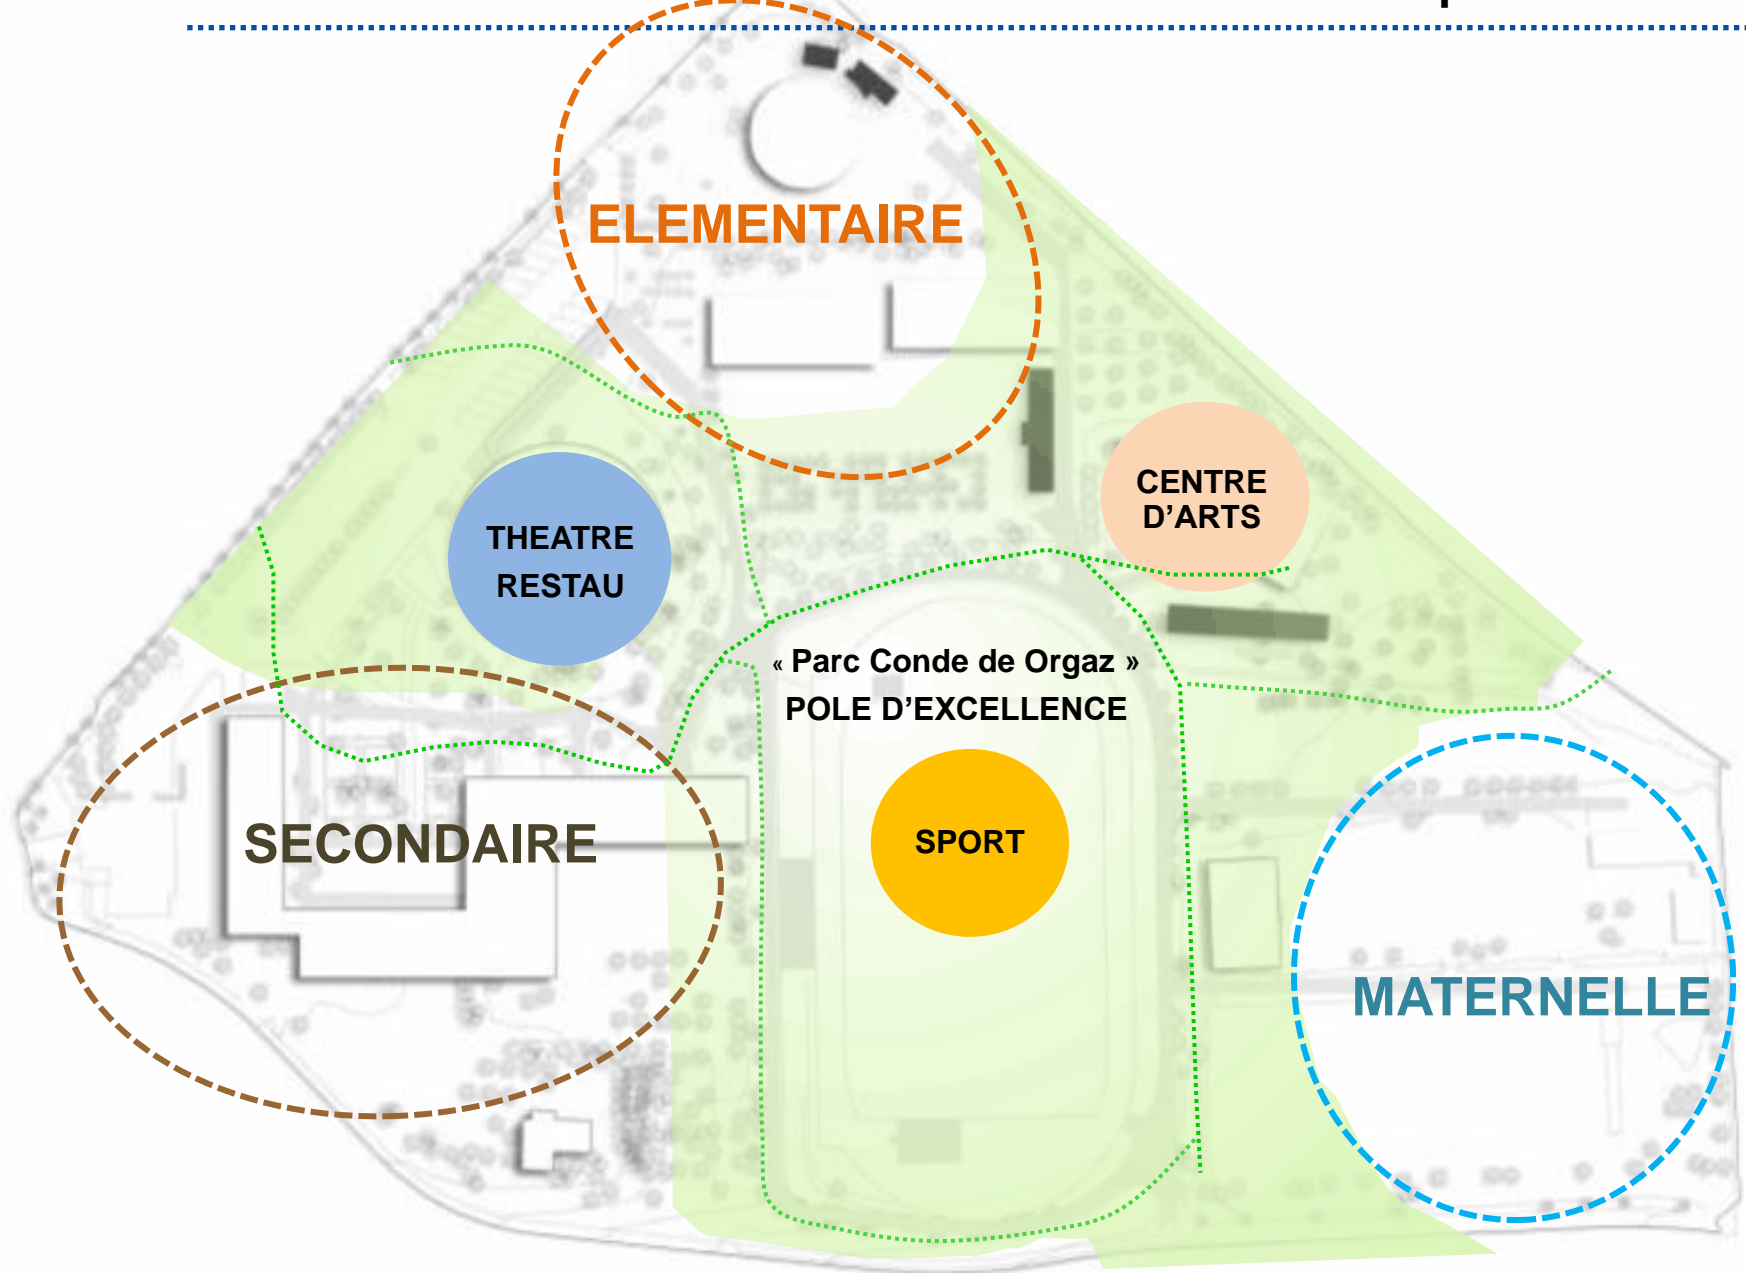 ELEMENTAIRE
CENTRE
D’ARTS
THEATRE
RESTAU
« Parc Conde de Orgaz »
POLE D’EXCELLENCE
SPORT
SECONDAIRE
MATERNELLE